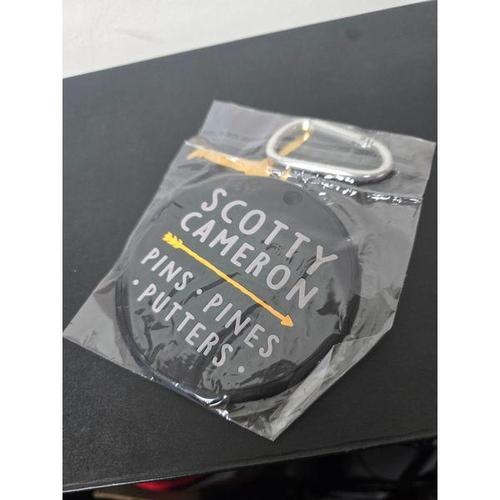 SCOTTY
CAMERON
PINS • PINES
• PUTTERS •